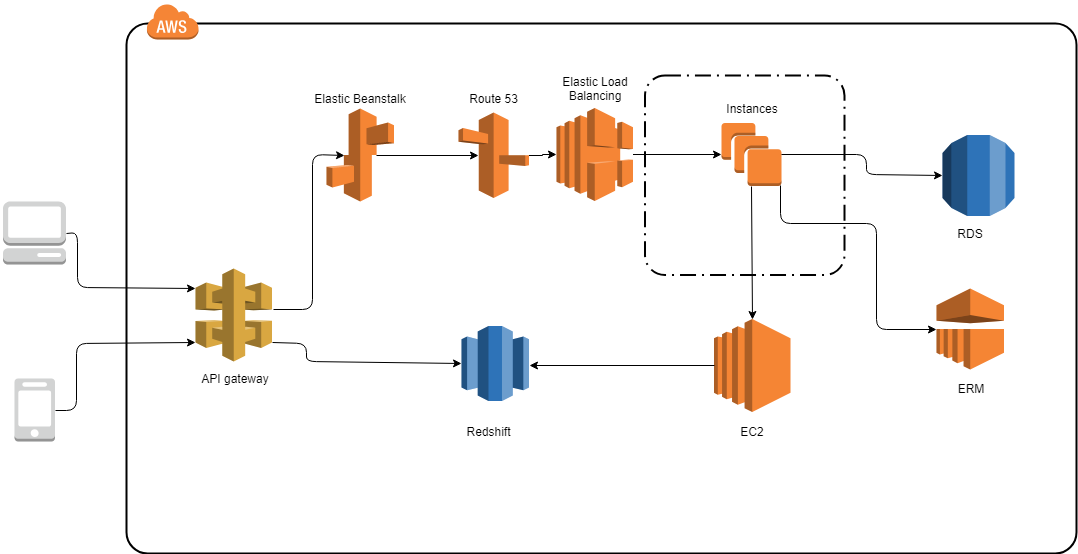 AWS
Elastic Beanstalk
Route 53
Elastic Load
Balancing
Instances
RDS
API gateway
Redshift
EC2
ERM